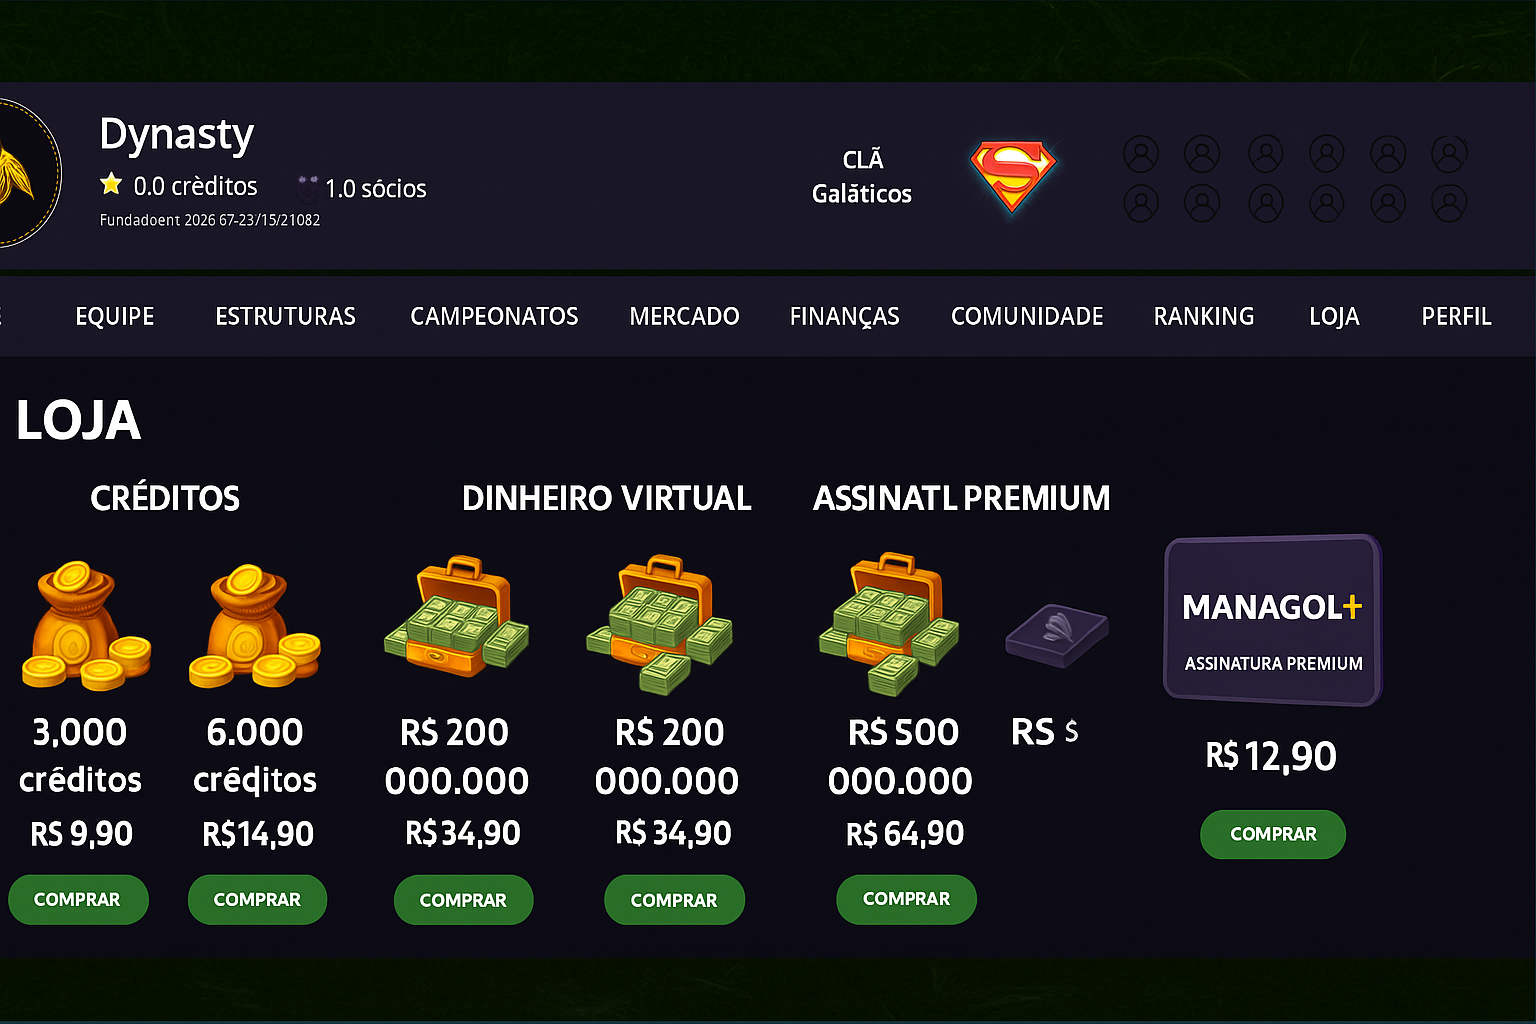 Dynasty
0.0 crèditos
1.0 sócios
Fundadoent 2026 67-23/15/21082
CLÃ
Galăticos
S
EQUIPE ESTRUTURAS CAMPEONATOS MERCADO FINANÇAS COMUNIDADE RANKING LOJA PERFIL
LOJA
CRÉDITOS
DINHEIRO VIRTUAL
ASSINATL PREMIUM
3,000
crēditos
RS 9,90
COMPRAR
6.000
crēqitos
R$14,90
COMPRAR
R$ 200
000.000
R$34,90
COMPRAR
R$ 200
000.000
R$ 34,90
COMPRAR
R$ 500
000.000
R$ 64,90
COMPRAR
RS $
MANAGOL+
ASSINATURA PREMIUM
R$ 12,90
COMPRAR